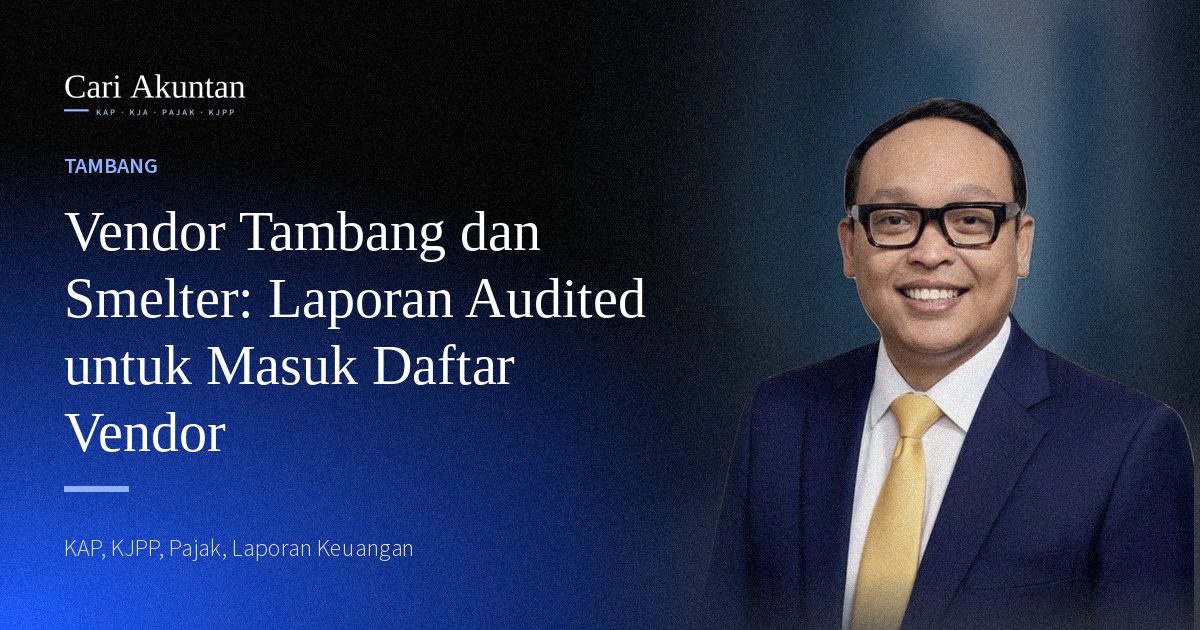 Cari Akuntan
KAP · KJA · PAJAK · KJPP
TAMBANG
Vendor Tambang dan
Smelter: Laporan Audited
untuk Masuk Daftar
Vendor
KAP, KJPP, Pajak, Laporan Keuangan